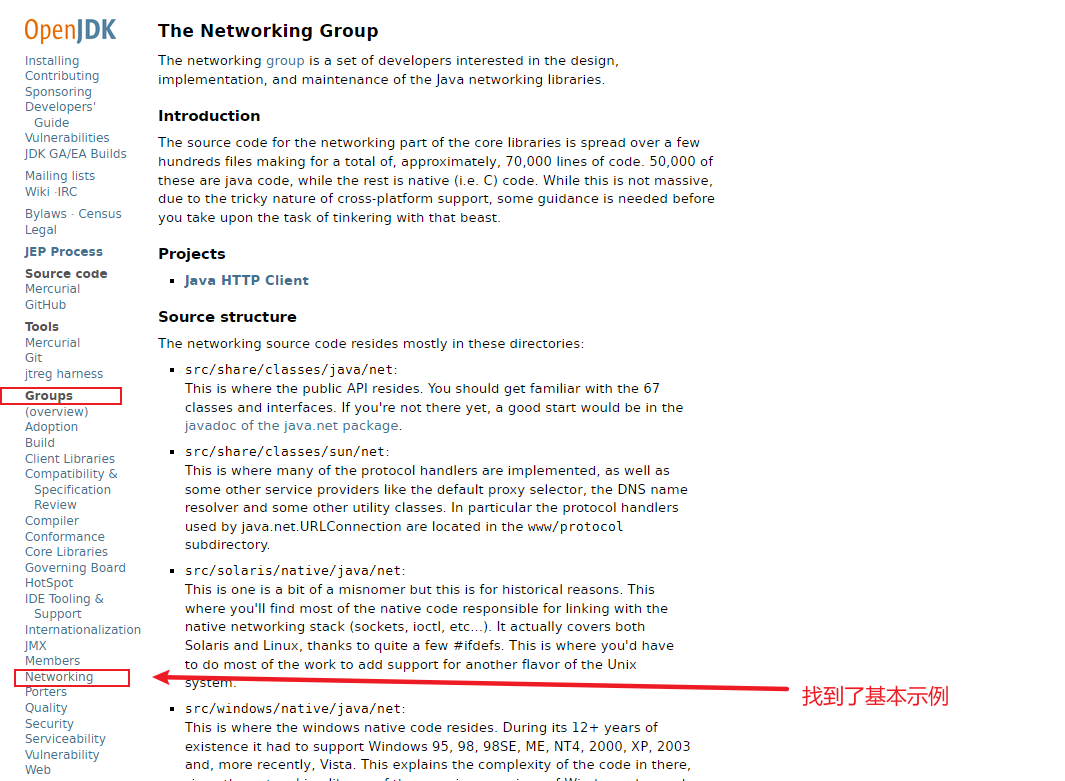 OpenJDK
Installing
Contributing
Sponsoring
Developers'
Guide
Vulnerabilities
JDK GA/EA Builds
Mailing lists
Wiki · IRC
Bylaws · Census
Legal
JEP Process
Source code
Mercurial
GitHub
Tools
Mercurial
Git
jtreg harness
Groups
(overview)
Adoption
Build
Client Libraries
Compatibility &
Specification
Review
Compiler
Conformance
Core Libraries
Governing Board
HotSpot
IDE Tooling &
Support
Internationalization
JMX
Members
Networking
Porters
Quality
Security
Serviceability
Vulnerability
Web
The Networking Group
The networking group is a set of developers interested in the design,
implementation, and maintenance of the Java networking libraries.
Introduction
The source code for the networking part of the core libraries is spread over a few
hundreds files making for a total of, approximately, 70,000 lines of code. 50,000 of
these are java code, while the rest is native (i.e. C) code. While this is not massive,
due to the tricky nature of cross-platform support, some guidance is needed before
you take upon the task of tinkering with that beast.
Projects
▪ Java HTTP Client
Source structure
The networking source code resides mostly in these directories:
▪ src/share/classes/java/net:
This is where the public API resides. You should get familiar with the 67
classes and interfaces. If you're not there yet, a good start would be in the
javadoc of the java.net package.
▪ src/share/classes/sun/net:
This is where many of the protocol handlers are implemented, as well as
some other service providers like the default proxy selector, the DNS name
resolver and some other utility classes. In particular the protocol handlers
used by java.net.URLConnection are located in the www/protocol
subdirectory.
▪ src/solaris/native/java/net:
This is one is a bit of a misnomer but this is for historical reasons. This
where you'll find most of the native code responsible for linking with the
native networking stack (sockets, ioctl, etc...). It actually covers both
Solaris and Linux, thanks to quite a few #ifdefs. This is where you'd have
to do most of the work to add support for another flavor of the Unix
system.
找到了基本示例
▪ src/windows/native/java/net:
This is where the windows native code resides. During its 12+ years of
existence it had to support Windows 95, 98, 98SE, ME, NT4, 2000, XP, 2003
and, more recently, Vista. This explains the complexity of the code in there,